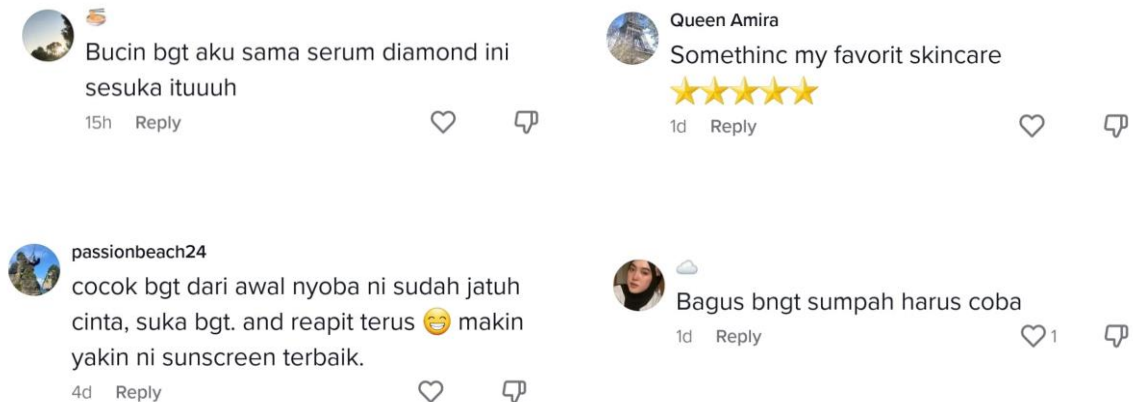 Bucin bgt aku sama serum diamond ini
sesuka ituuuh
15h Reply
Queen Amira
Somethinc my favorit skincare
⭐⭐⭐⭐⭐
1d Reply
passionbeach24
cocok bgt dari awal nyoba ni sudah jatuh
cinta, suka bgt. and reapit terus 😁 makin
yakin ni sunscreen terbaik.
4d Reply
Bagus bngt sumpah harus coba
1d Reply 1